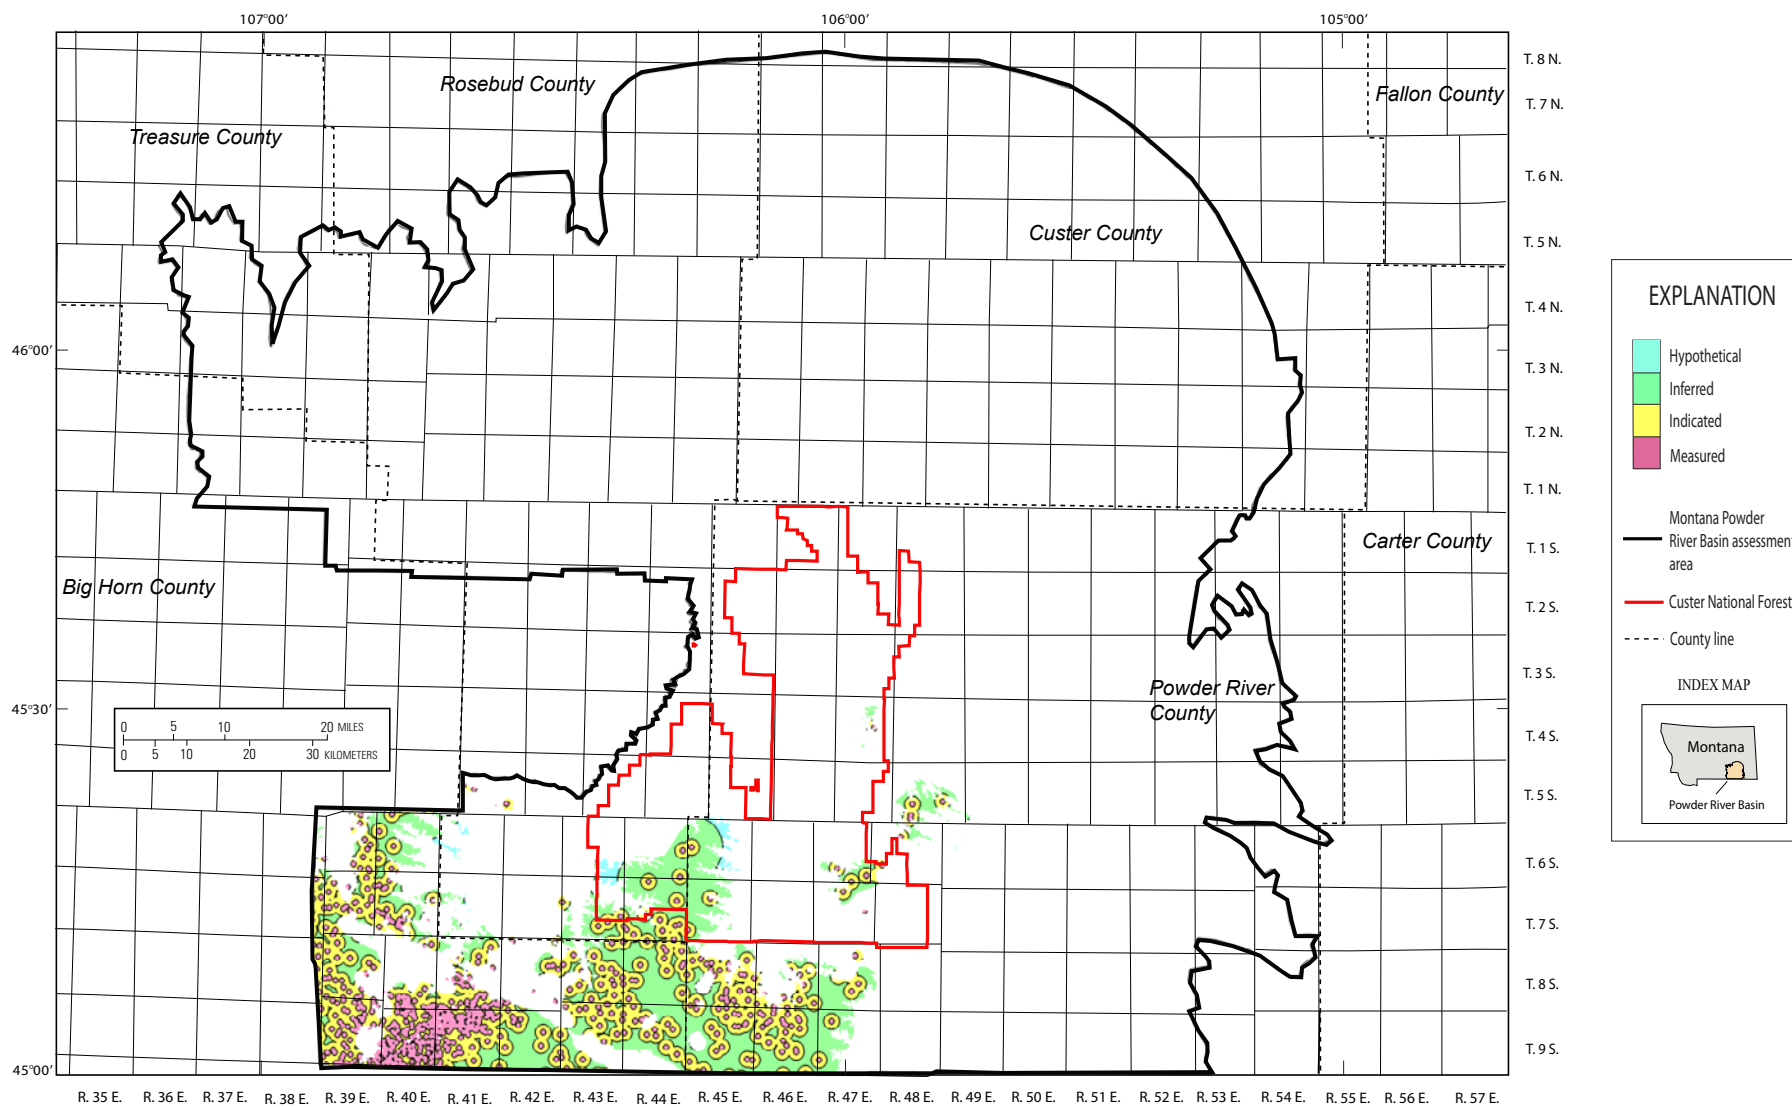 107°00′ 106°00′ 105°00′
T. 8 N.
Rosebud County
Fallon County
T. 7 N.
Treasure County
T. 6 N.
Custer County
T. 5 N.
T. 4 N.
46°00′
T. 3 N.
T. 2 N.
T. 1 N.
Carter County
T. 1 S.
Big Horn County
T. 2 S.
T. 3 S.
Powder River
County
45°30′
0 5 10 20 MILES
0 5 10 20 30 KILOMETERS
T. 4 S.
T. 5 S.
T. 6 S.
T. 7 S.
T. 8 S.
T. 9 S.
45°00′
R. 35 E. R. 36 E. R. 37 E. R. 38 E. R. 39 E. R. 40 E. R. 41 E. R. 42 E. R. 43 E. R. 44 E. R. 45 E. R. 46 E. R. 47 E. R. 48 E. R. 49 E. R. 50 E. R. 51 E. R. 52 E. R. 53 E. R. 54 E. R. 55 E. R. 56 E. R. 57 E.
EXPLANATION
Hypothetical
Inferred
Indicated
Measured
Montana Powder
River Basin assessment
area
Custer National Forest
County line
INDEX MAP
Montana
Powder River Basin